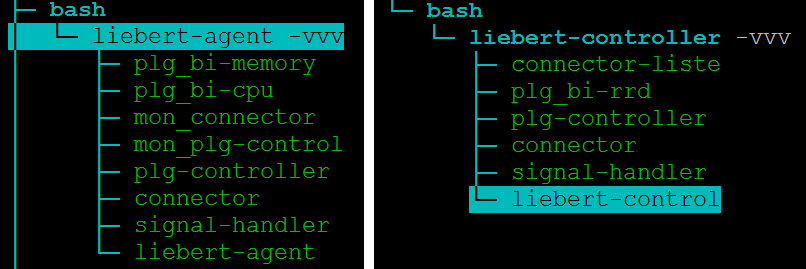 bash
liebert-agent -vvv
plg_bi-memory
plg_bi-cpu
mon_connector
mon_plg-control
plg-controller
connector
signal-handler
liebert-agent
bash
liebert-controller -vvv
connector-liste
plg_bi-rrd
plg-controller
connector
signal-handler
liebert-control